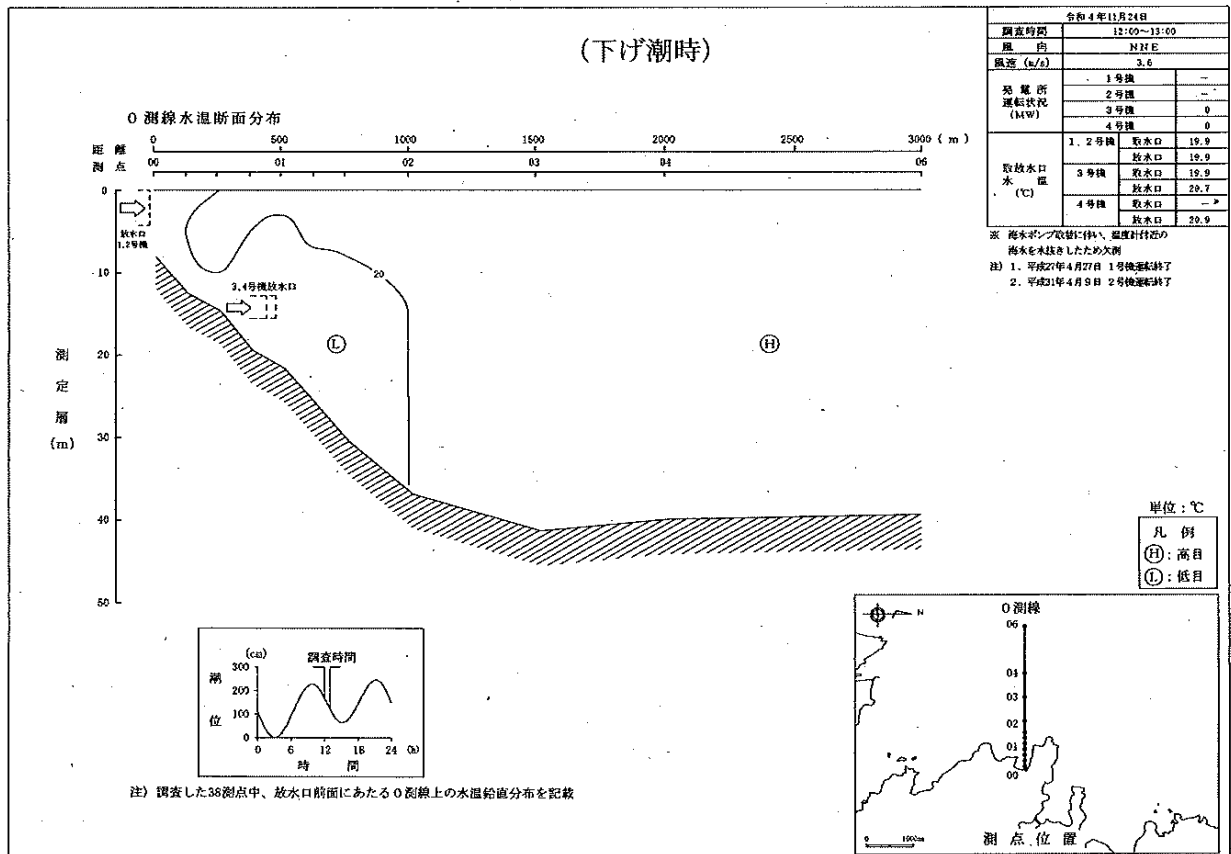 (下げ潮時)
令和4年11月24日
調査時間 12:00~13:00
風 向 NNE
風速 (m/s) 3.6
発電所運転状況(MW) 1号機 -
2号機 -
3号機 0
4号機 0
取放水口水温(℃) 1,2号機 取水口 19.9
放水口 19.9
3号機 取水口 19.9
放水口 20.7
4号機 取水口 -※
放水口 20.9
※ 海水ポンプ取替に伴い、温度計付近の
海水を水抜きしたため欠測
注) 1. 平成27年4月27日 1号機運転終了
2. 平成31年4月9日 2号機運転終了
0 測線水温断面分布
距離 0 500 1000 1500 2000 2500 3000 (m)
測点 00 01 02 03 04 06
0
放水口
1,2号機
10
20
3,4号機放水口
20
L
H
測定層(m)
30
40
50
単位:℃
凡 例
H:高目
L:低目
0 測線
N
06
04
03
02
01
00
0 1000m
測点位置
調査時間
(cm)
300
200
100
0
潮位
0 6 12 18 24 (h)
時 間
注) 調査した38測点中、放水口前面にあたる0測線上の水温鉛直分布を記載